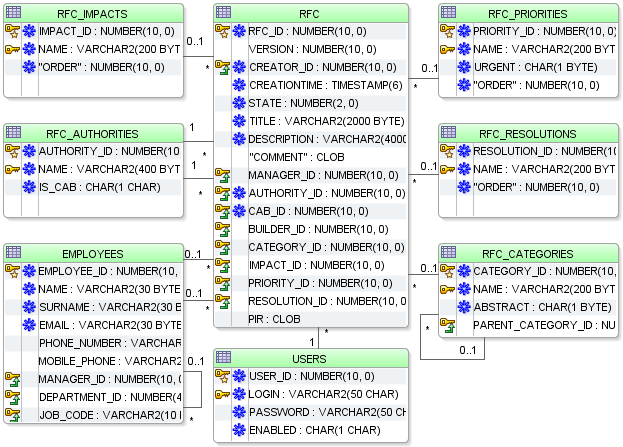 RFC_IMPACTS
IMPACT_ID : NUMBER(10, 0)
NAME : VARCHAR2(200 BYT
"ORDER" : NUMBER(10, 0)
0..1
*
RFC
RFC_ID : NUMBER(10, 0)
VERSION : NUMBER(10, 0)
CREATOR_ID : NUMBER(10, 0)
CREATIONTIME : TIMESTAMP(6)
STATE : NUMBER(2, 0)
TITLE : VARCHAR2(2000 BYTE)
DESCRIPTION : VARCHAR2(4000
"COMMENT" : CLOB
MANAGER_ID : NUMBER(10, 0)
AUTHORITY_ID : NUMBER(10, 0)
CAB_ID : NUMBER(10, 0)
BUILDER_ID : NUMBER(10, 0)
CATEGORY_ID : NUMBER(10, 0)
IMPACT_ID : NUMBER(10, 0)
PRIORITY_ID : NUMBER(10, 0)
RESOLUTION_ID : NUMBER(10, 0
PIR : CLOB
0..1
*
RFC_PRIORITIES
PRIORITY_ID : NUMBER(10, 0)
NAME : VARCHAR2(200 BYT
URGENT : CHAR(1 BYTE)
"ORDER" : NUMBER(10, 0)
RFC_AUTHORITIES
AUTHORITY_ID : NUMBER(10
NAME : VARCHAR2(400 BYT
IS_CAB : CHAR(1 CHAR)
1
*
1
*
0..1
*
RFC_RESOLUTIONS
RESOLUTION_ID : NUMBER(10
NAME : VARCHAR2(200 BYT
"ORDER" : NUMBER(10, 0)
EMPLOYEES
EMPLOYEE_ID : NUMBER(10,
NAME : VARCHAR2(30 BYTE
SURNAME : VARCHAR2(30 B
EMAIL : VARCHAR2(30 BYTE
PHONE_NUMBER : VARCHAR
MOBILE_PHONE : VARCHAR2
MANAGER_ID : NUMBER(10, 0
DEPARTMENT_ID : NUMBER(4
JOB_CODE : VARCHAR2(10 
0..1
*
0..1
*
0..1
*
0..1
*
RFC_CATEGORIES
CATEGORY_ID : NUMBER(10,
NAME : VARCHAR2(200 BYT
ABSTRACT : CHAR(1 BYTE)
PARENT_CATEGORY_ID : NU
*
0..1
*
1
USERS
USER_ID : NUMBER(10, 0)
LOGIN : VARCHAR2(50 CHAR)
PASSWORD : VARCHAR2(50 CH
ENABLED : CHAR(1 CHAR)